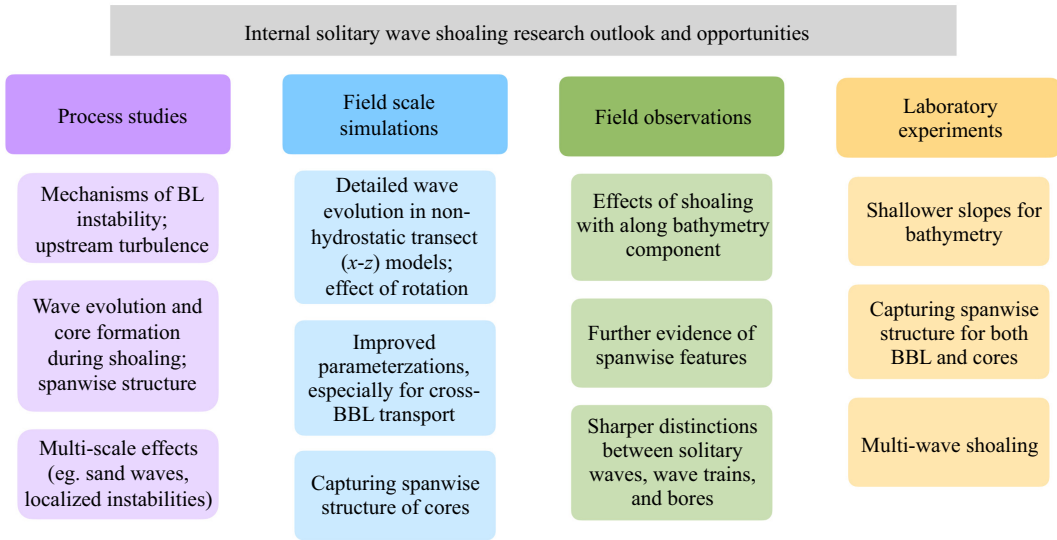 Internal solitary wave shoaling research outlook and opportunities
Process studies
Mechanisms of BL
instability;
upstream turbulence
Wave evolution and
core formation
during shoaling;
spanwise structure
Multi-scale effects
(eg. sand waves,
localized instabilities)
Field scale
simulations
Detailed wave
evolution in non-
hydrostatic transect
(x-z) models;
effect of rotation
Improved
parameterzations,
especially for cross-
BBL transport
Capturing spanwise
structure of cores
Field observations
Effects of shoaling
with along bathymetry
component
Further evidence of
spanwise features
Sharper distinctions
between solitary
waves, wave trains,
and bores
Laboratory
experiments
Shallower slopes for
bathymetry
Capturing spanwise
structure for both
BBL and cores
Multi-wave shoaling